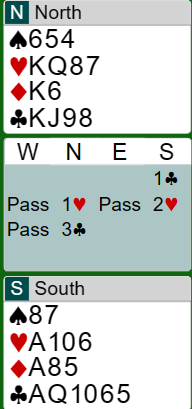 N North
♠654
♥KQ87
♦K6
♣KJ98
W N E S
1♣
Pass 1♥ Pass 2♥
Pass 3♣
S South
♠87
♥A106
♦A85
♣AQ1065